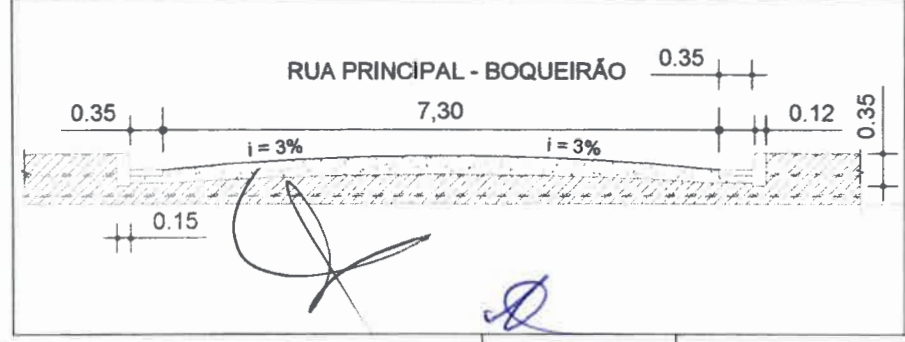 RUA PRINCIPAL - BOQUEIRÃO
0.35
0.35
7,30
0.12
0.35
i = 3%
i = 3%
0.15